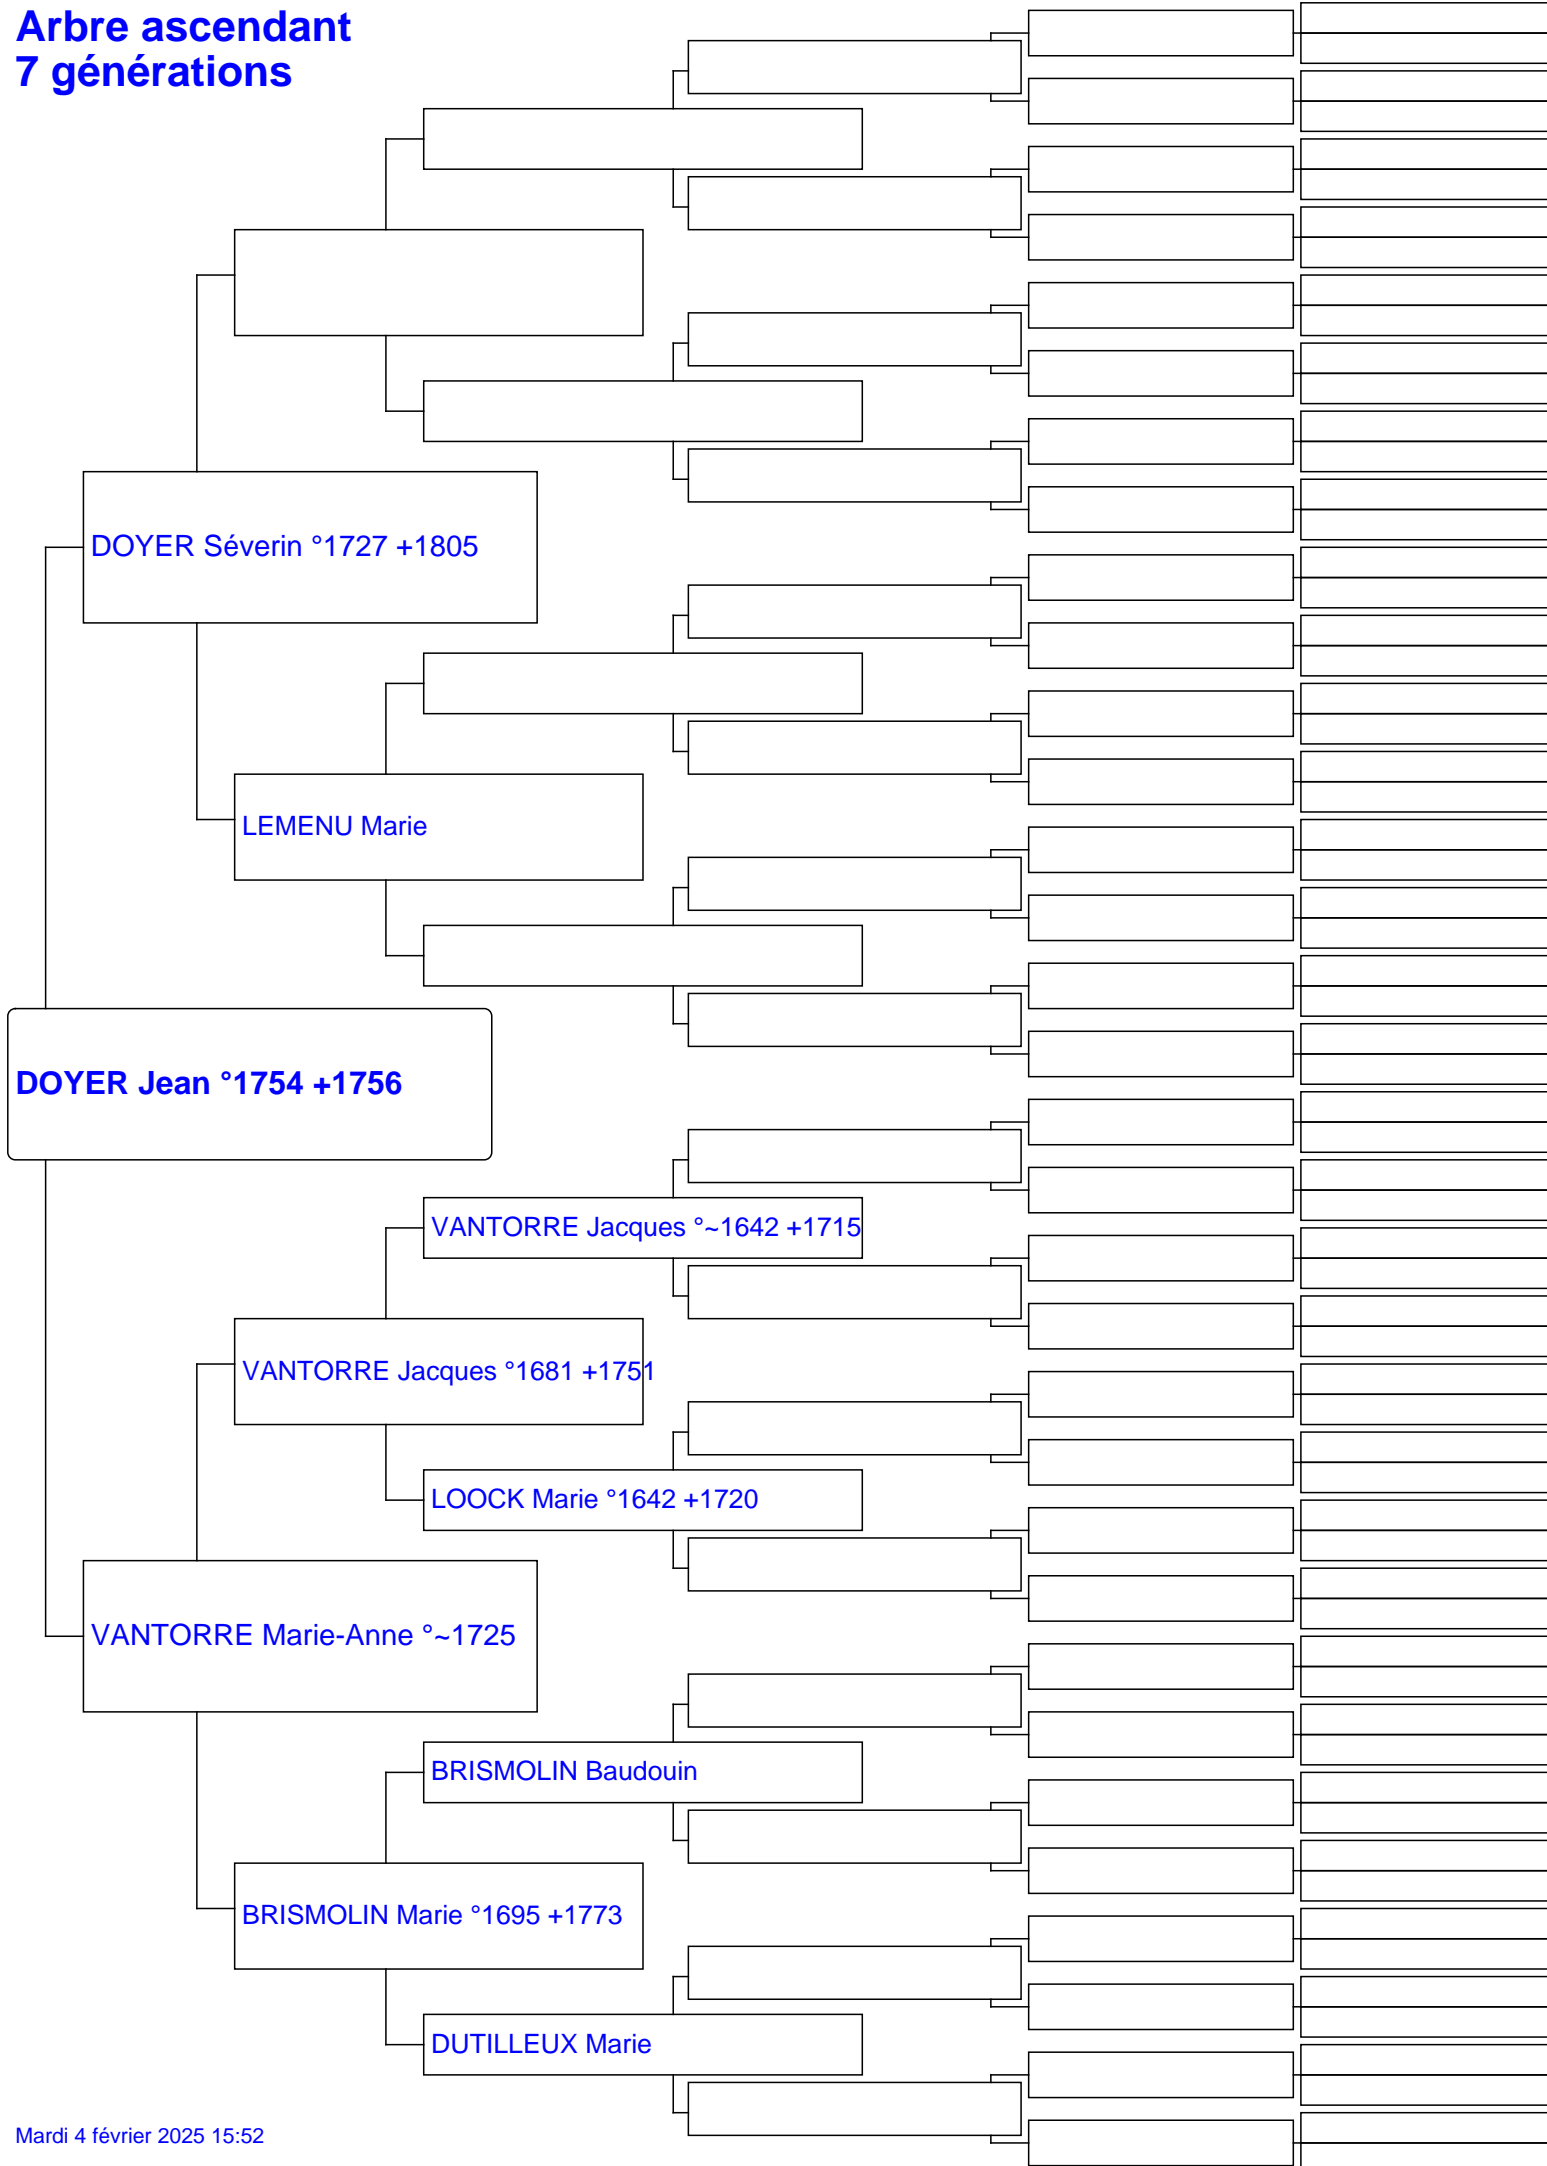 Arbre ascendant
7 générations
DOYER Séverin °1727 +1805
LEMENU Marie
DOYER Jean °1754 +1756
VANTORRE Jacques °~1642 +1715
VANTORRE Jacques °1681 +1751
LOOCK Marie °1642 +1720
VANTORRE Marie-Anne °~1725
BRISMOLIN Baudouin
BRISMOLIN Marie °1695 +1773
DUTILLEUX Marie
Mardi 4 février 2025 15:52